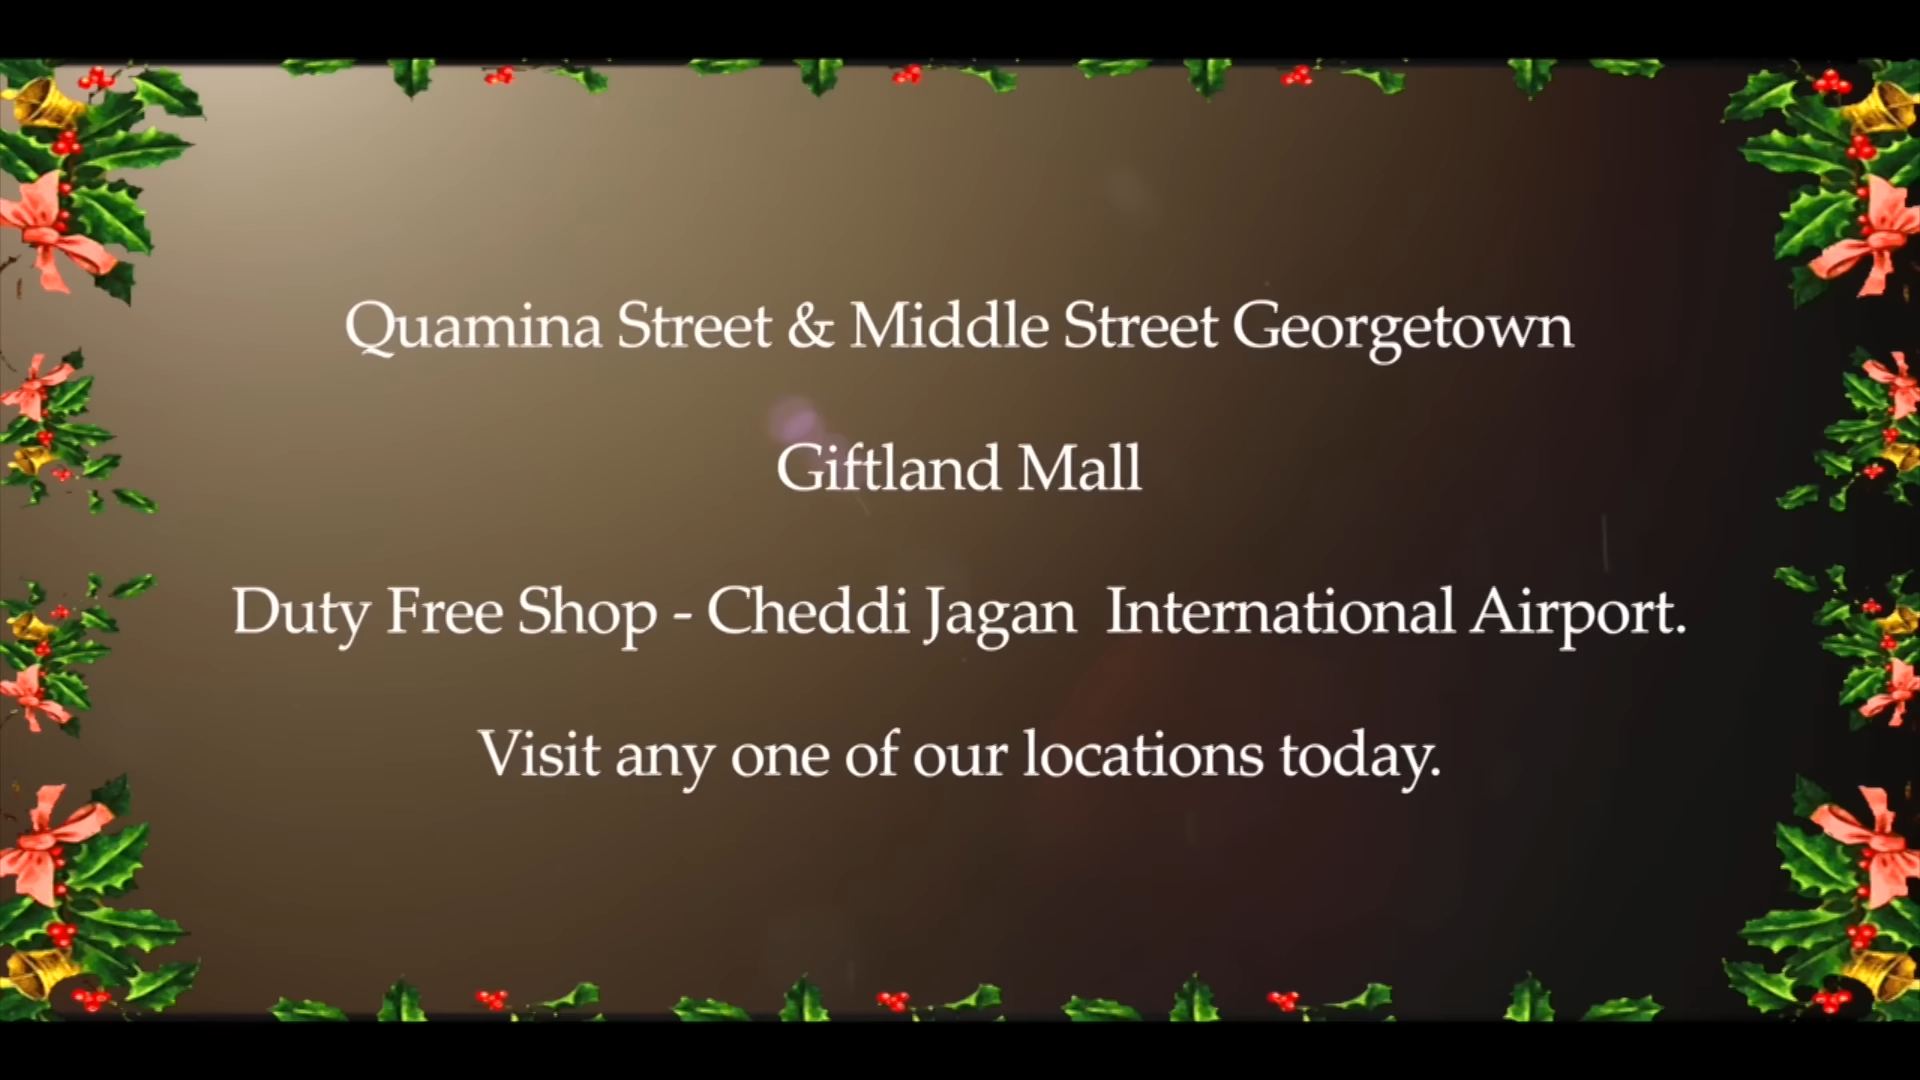 Quamina Street & Middle Street Georgetown
Giftland Mall
Duty Free Shop - Cheddi Jagan International Airport.
Visit any one of our locations today.